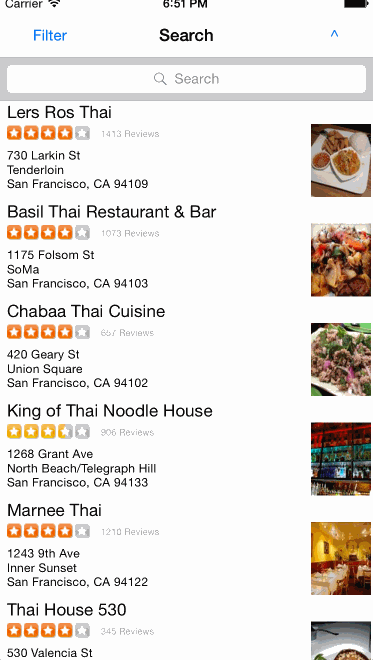 Carrier 6:51 PM
Filter Search ^
Search
Lers Ros Thai
1413 Reviews
730 Larkin St
Tenderloin
San Francisco, CA 94109
Basil Thai Restaurant & Bar
1073 Reviews
1175 Folsom St
SoMa
San Francisco, CA 94103
Chabaa Thai Cuisine
657 Reviews
420 Geary St
Union Square
San Francisco, CA 94102
King of Thai Noodle House
906 Reviews
1268 Grant Ave
North Beach/Telegraph Hill
San Francisco, CA 94133
Marnee Thai
1210 Reviews
1243 9th Ave
Inner Sunset
San Francisco, CA 94122
Thai House 530
345 Reviews
530 Valencia St